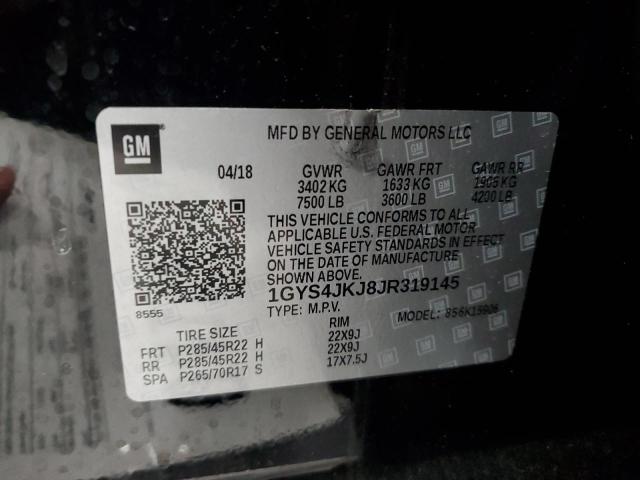 GM
MFD BY GENERAL MOTORS LLC
04/18 GVWR GAWR FRT GAWR RR
3402 KG 1633 KG 1905 KG
7500 LB 3600 LB 4200 LB
THIS VEHICLE CONFORMS TO ALL
APPLICABLE U.S. FEDERAL MOTOR
VEHICLE SAFETY STANDARDS IN EFFECT
ON THE DATE OF MANUFACTURE
SHOWN ABOVE.
1GYS4JKJ8JR319145
8555
TYPE: M.P.V. MODEL: 856K15906
TIRE SIZE RIM
FRT P285/45R22 H 22X9J
RR P285/45R22 H 22X9J
SPA P265/70R17 S 17X7.5J